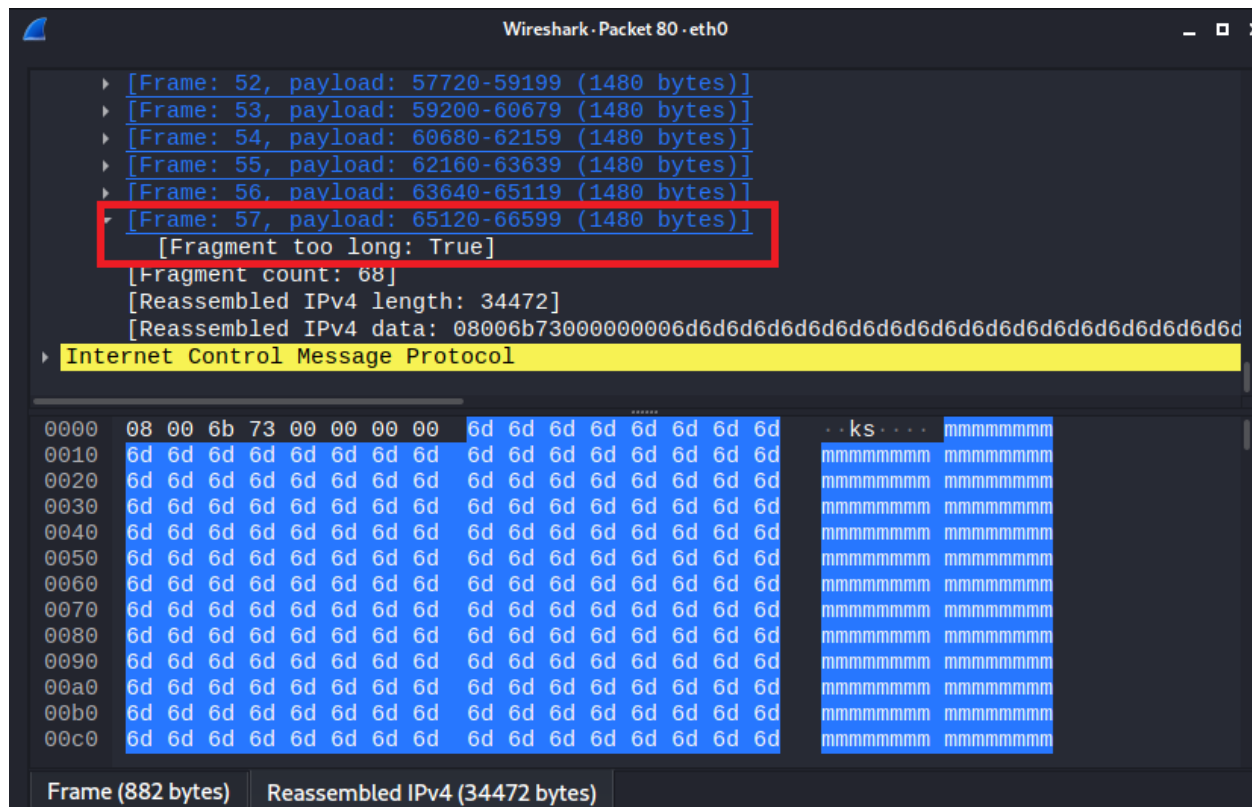 Wireshark · Packet 80 · eth0
[Frame: 52, payload: 57720-59199 (1480 bytes)]
[Frame: 53, payload: 59200-60679 (1480 bytes)]
[Frame: 54, payload: 60680-62159 (1480 bytes)]
[Frame: 55, payload: 62160-63639 (1480 bytes)]
[Frame: 56, payload: 63640-65119 (1480 bytes)]
[Frame: 57, payload: 65120-66599 (1480 bytes)]
[Fragment too long: True]
[Fragment count: 68]
[Reassembled IPv4 length: 34472]
[Reassembled IPv4 data: 08006b73000000006d6d6d6d6d6d6d6d6d6d6d6d6d6d6d6d6d6d6d6d6d
Internet Control Message Protocol
0000 08 00 6b 73 00 00 00 00 6d 6d 6d 6d 6d 6d 6d 6d ··ks···· mmmmmmmm
0010 6d 6d 6d 6d 6d 6d 6d 6d 6d 6d 6d 6d 6d 6d 6d 6d mmmmmmmm mmmmmmmm
0020 6d 6d 6d 6d 6d 6d 6d 6d 6d 6d 6d 6d 6d 6d 6d 6d mmmmmmmm mmmmmmmm
0030 6d 6d 6d 6d 6d 6d 6d 6d 6d 6d 6d 6d 6d 6d 6d 6d mmmmmmmm mmmmmmmm
0040 6d 6d 6d 6d 6d 6d 6d 6d 6d 6d 6d 6d 6d 6d 6d 6d mmmmmmmm mmmmmmmm
0050 6d 6d 6d 6d 6d 6d 6d 6d 6d 6d 6d 6d 6d 6d 6d 6d mmmmmmmm mmmmmmmm
0060 6d 6d 6d 6d 6d 6d 6d 6d 6d 6d 6d 6d 6d 6d 6d 6d mmmmmmmm mmmmmmmm
0070 6d 6d 6d 6d 6d 6d 6d 6d 6d 6d 6d 6d 6d 6d 6d 6d mmmmmmmm mmmmmmmm
0080 6d 6d 6d 6d 6d 6d 6d 6d 6d 6d 6d 6d 6d 6d 6d 6d mmmmmmmm mmmmmmmm
0090 6d 6d 6d 6d 6d 6d 6d 6d 6d 6d 6d 6d 6d 6d 6d 6d mmmmmmmm mmmmmmmm
00a0 6d 6d 6d 6d 6d 6d 6d 6d 6d 6d 6d 6d 6d 6d 6d 6d mmmmmmmm mmmmmmmm
00b0 6d 6d 6d 6d 6d 6d 6d 6d 6d 6d 6d 6d 6d 6d 6d 6d mmmmmmmm mmmmmmmm
00c0 6d 6d 6d 6d 6d 6d 6d 6d 6d 6d 6d 6d 6d 6d 6d 6d mmmmmmmm mmmmmmmm
Frame (882 bytes) Reassembled IPv4 (34472 bytes)